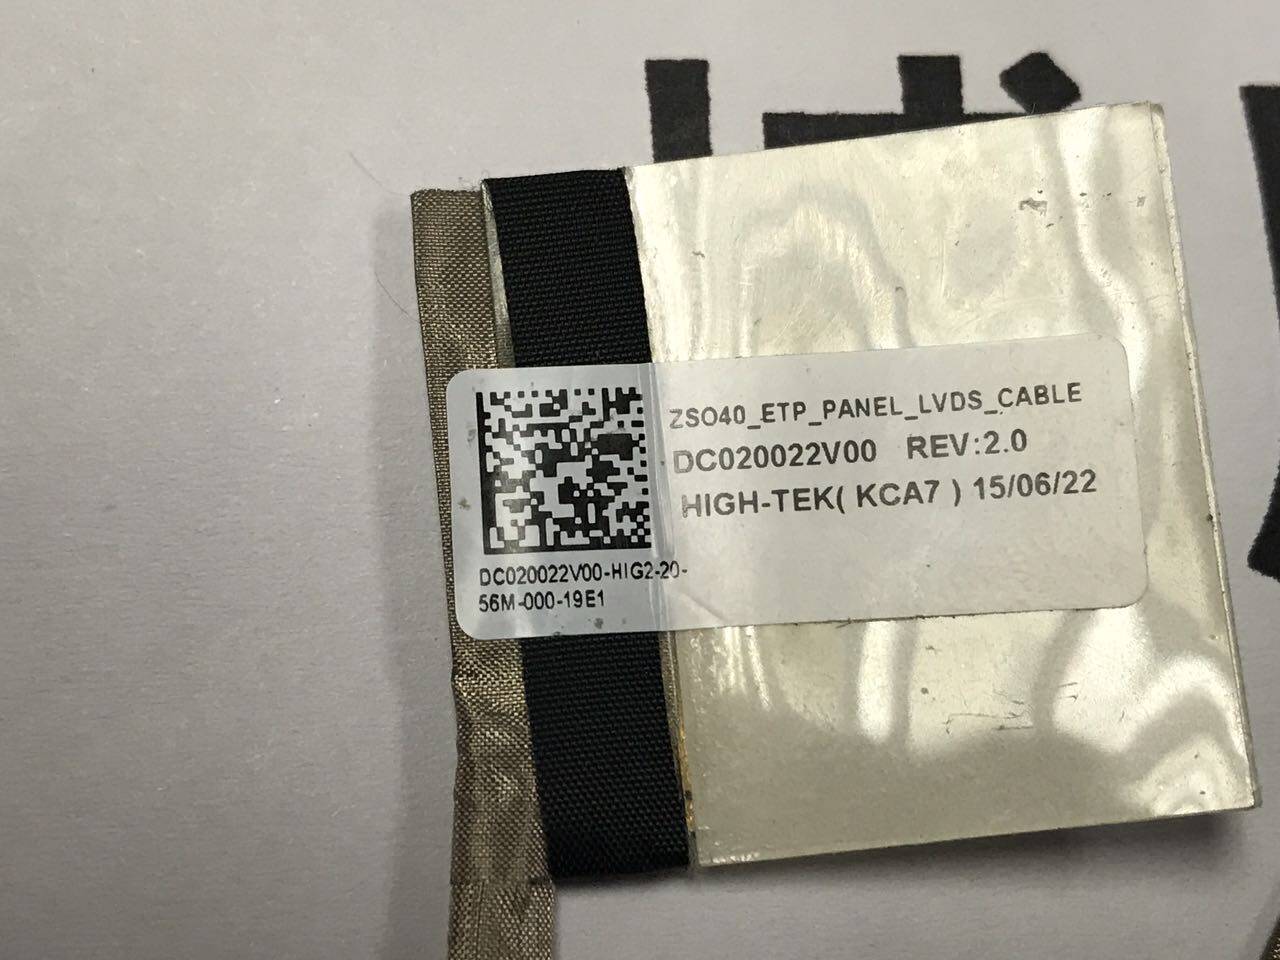 ZSO40_ETP_PANEL_LVDS_CABLE
DC020022V00 REV:2.0
HIGH-TEK( KCA7 ) 15/06/22
DC020022V00-HIG2-20-
56M-000-19E1